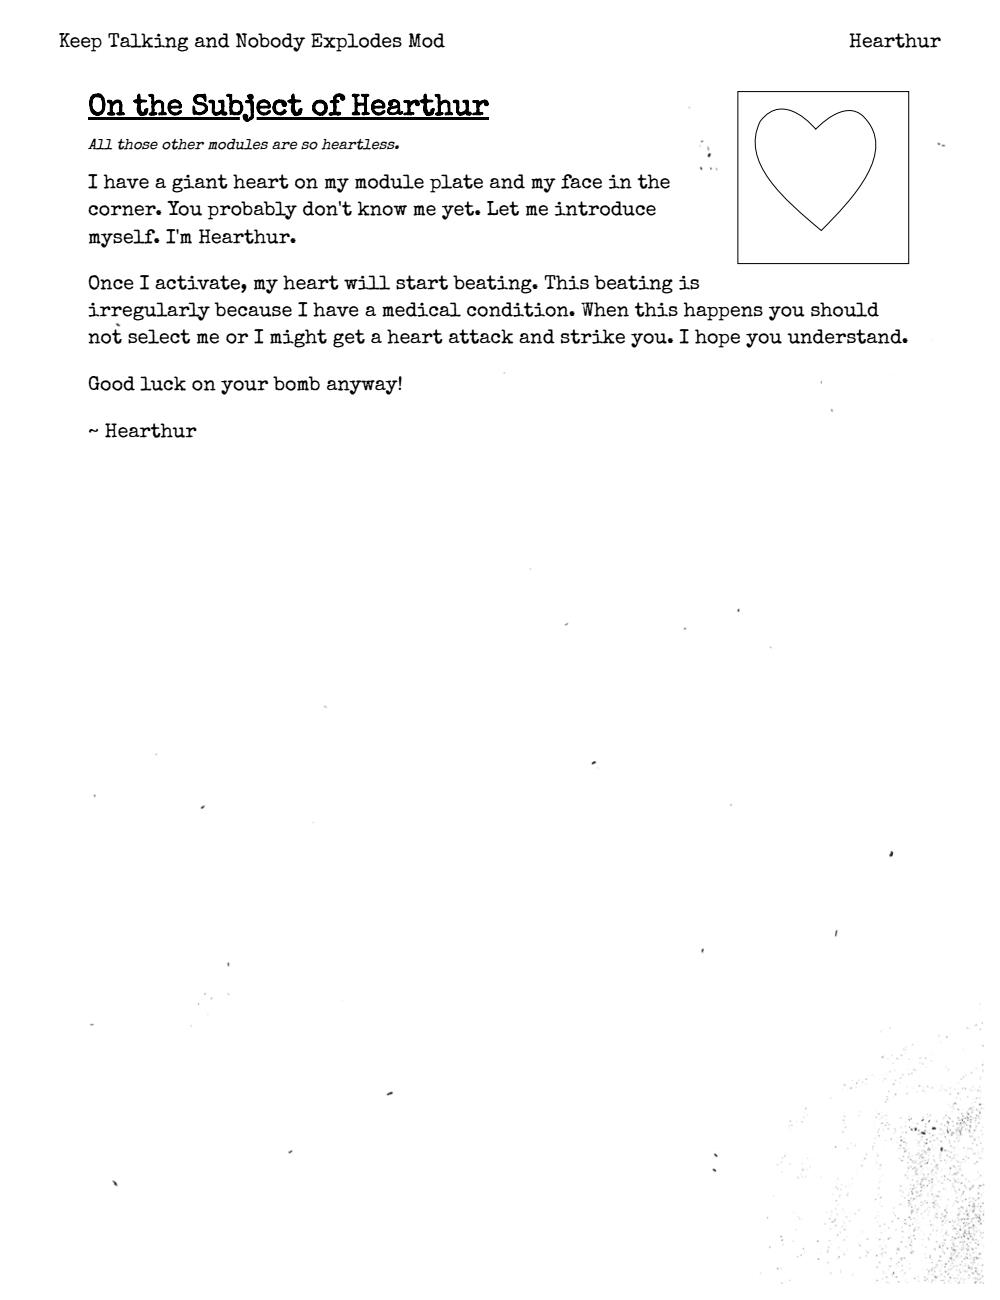 Keep Talking and Nobody Explodes Mod
Hearthur
On the Subject of Hearthur
All those other modules are so heartless.
I have a giant heart on my module plate and my face in the
corner. You probably don't know me yet. Let me introduce
myself. I'm Hearthur.
Once I activate, my heart will start beating. This beating is
irregularly because I have a medical condition. When this happens you should
not select me or I might get a heart attack and strike you. I hope you understand.
Good luck on your bomb anyway!
~ Hearthur